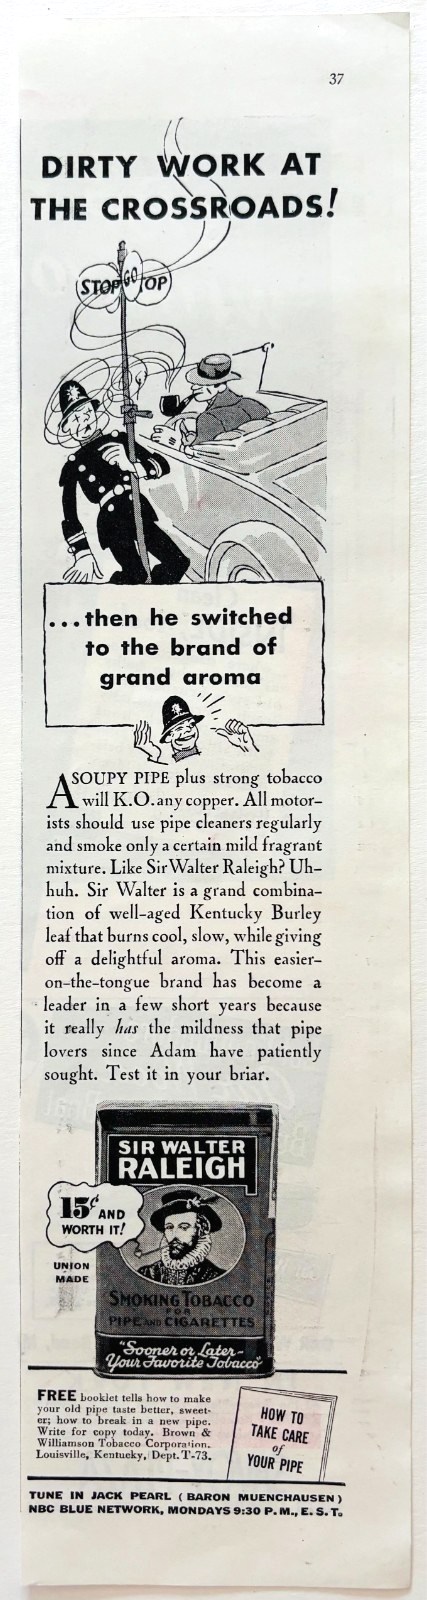 37
DIRTY WORK AT
THE CROSSROADS!
STOP GO TOP
...then he switched
to the brand of
grand aroma
A SOUPY PIPE plus strong tobacco
will K.O. any copper. All motor-
ists should use pipe cleaners regularly
and smoke only a certain mild fragrant
mixture. Like Sir Walter Raleigh? Uh-
huh. Sir Walter is a grand combina-
tion of well-aged Kentucky Burley
leaf that burns cool, slow, while giving
off a delightful aroma. This easier-
on-the-tongue brand has become a
leader in a few short years because
it really has the mildness that pipe
lovers since Adam have patiently
sought. Test it in your briar.
SIR WALTER
RALEIGH
15¢ AND
WORTH IT!
UNION
MADE
SMOKING TOBACCO
FOR
PIPE AND CIGARETTES
"Sooner or Later-
Your Favorite Tobacco"
FREE booklet tells how to make
your old pipe taste better, sweet-
er; how to break in a new pipe.
Write for copy today. Brown &
Williamson Tobacco Corporation,
Louisville, Kentucky, Dept. T-73.
HOW TO
TAKE CARE
of
YOUR PIPE
TUNE IN JACK PEARL (BARON MUENCHAUSEN)
NBC BLUE NETWORK, MONDAYS 9:30 P.M., E.S.T.